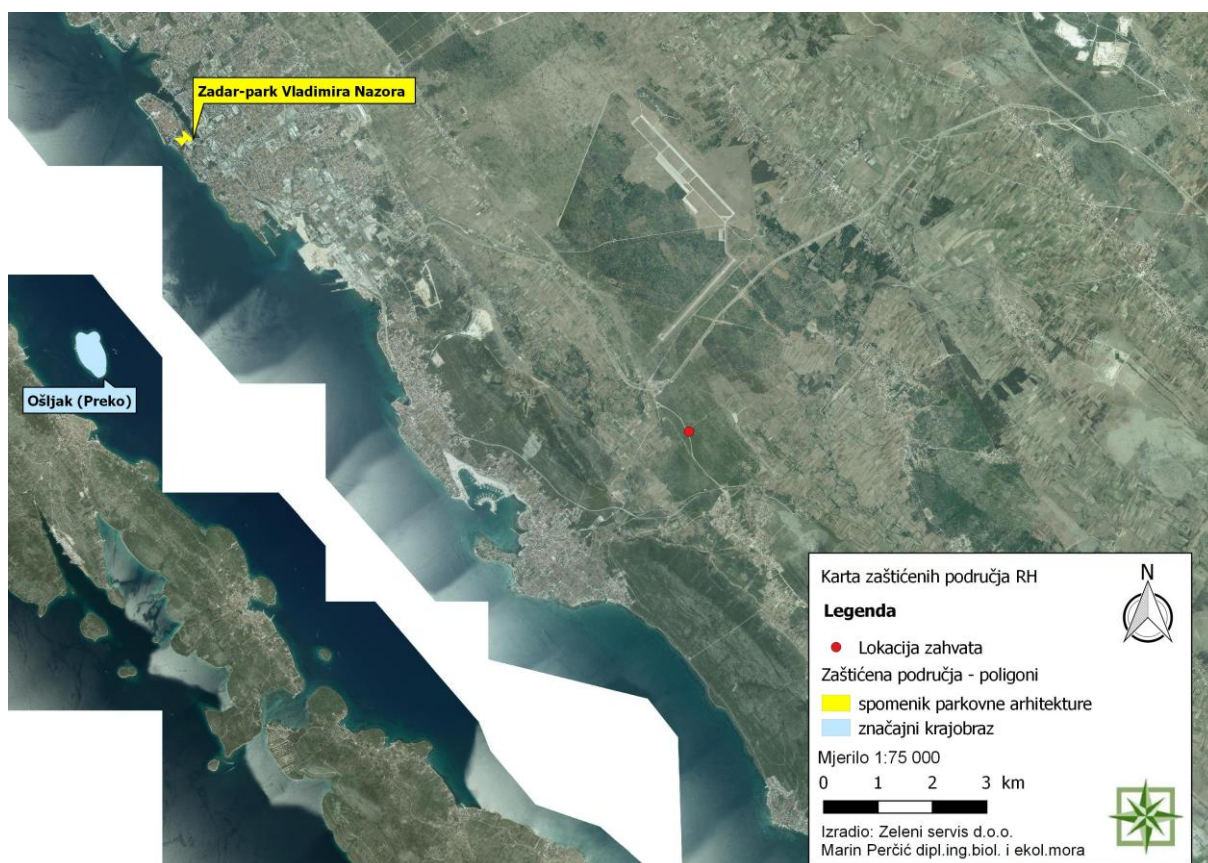 Zadar-park Vladimira Nazora
Ošljak (Preko)
Karta zaštićenih područja RH
N
Legenda
Lokacija zahvata
Zaštićena područja - poligoni
spomenik parkovne arhitekture
značajni krajobraz
Mjerilo 1:75 000
0 1 2 3 km
Izradio: Zeleni servis d.o.o.
Marin Perčić dipl.ing.biol. i ekol.mora